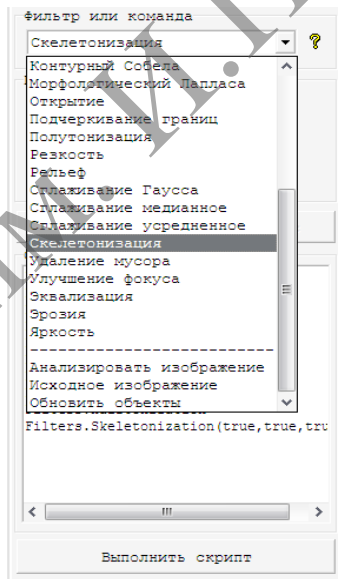 Фильтр или команда
Скелетонизация
?
Контурный Собела
Морфологический Лапласа
Открытие
Подчеркивание границ
Полутонизация
Резкость
Рельеф
Сглаживание Гаусса
Сглаживание медианное
Сглаживание усредненное
Скелетонизация
Удаление мусора
Улучшение фокуса
Эквализация
Эрозия
Яркость
---------------------------
Анализировать изображение
Исходное изображение
Обновить объекты
Filters.Skeletonization(true,true,tru
Выполнить скрипт
М. И. П.